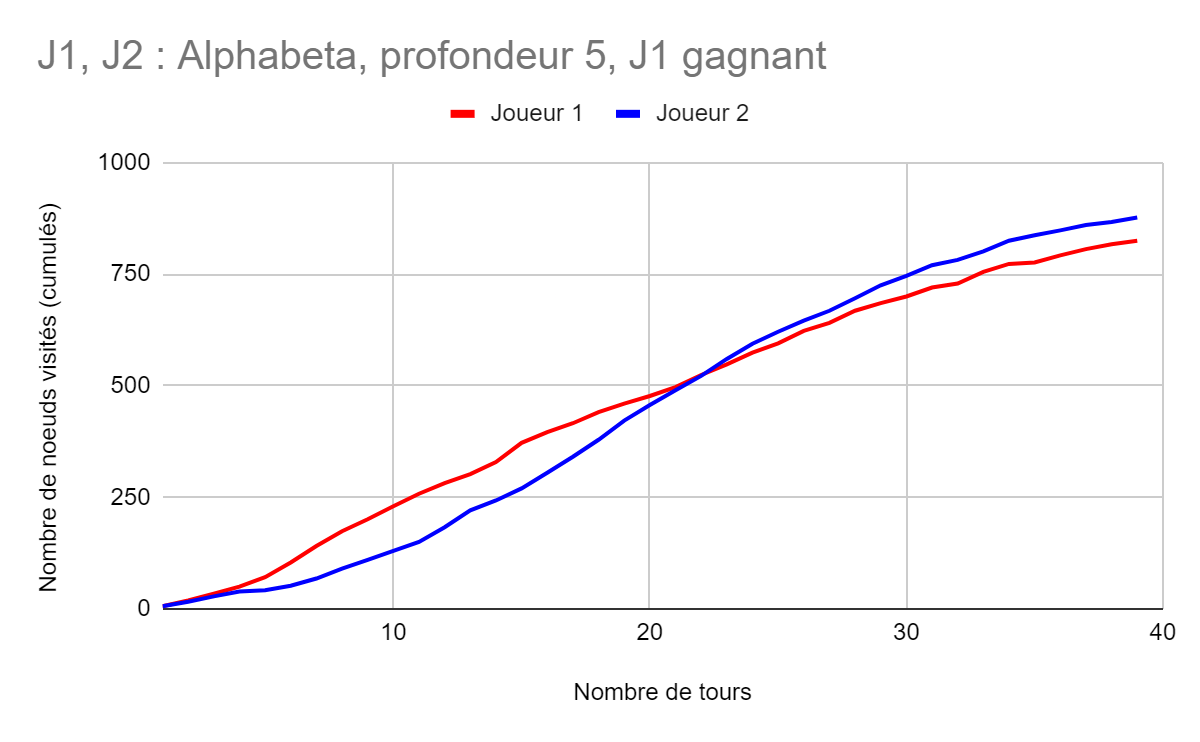 J1, J2 : Alphabeta, profondeur 5, J1 gagnant
Joueur 1
Joueur 2
Nombre de noeuds visités (cumulés)
1000
750
500
250
0
10
20
30
40
Nombre de tours